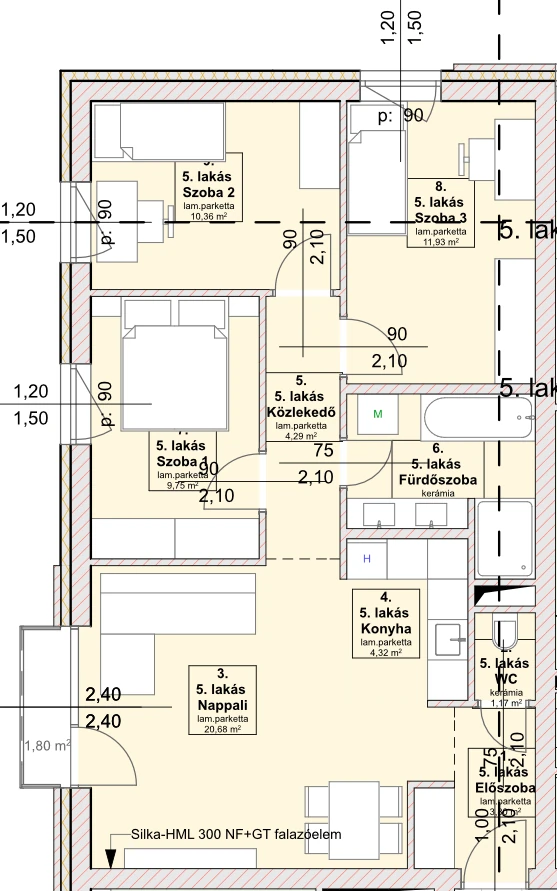 1,20
1,50
p: 90
9.
5. lakás
Szoba 2
lam.parketta
10,36 m²
8.
5. lakás
Szoba 3
lam.parketta
11,93 m²
1,20
1,50
p: 90
5. lak
90
2,10
90
2,10
1,20
1,50
p: 90
5. lak
5.
5. lakás
Közlekedő
lam.parketta
4,29 m²
M
5. lakás
Szoba 1
lam.parketta
9,75 m²
90
2,10
75
2,10
6.
5. lakás
Fürdőszoba
kerámia
H
4.
5. lakás
Konyha
lam.parketta
4,32 m²
3.
5. lakás
Nappali
lam.parketta
20,68 m²
2,40
2,40
1,80 m²
5. lakás
WC
kerámia
1,17 m²
75
2,10
5. lakás
Előszoba
lam.parketta
1,00
2,10
Silka-HML 300 NF+GT falazóelem